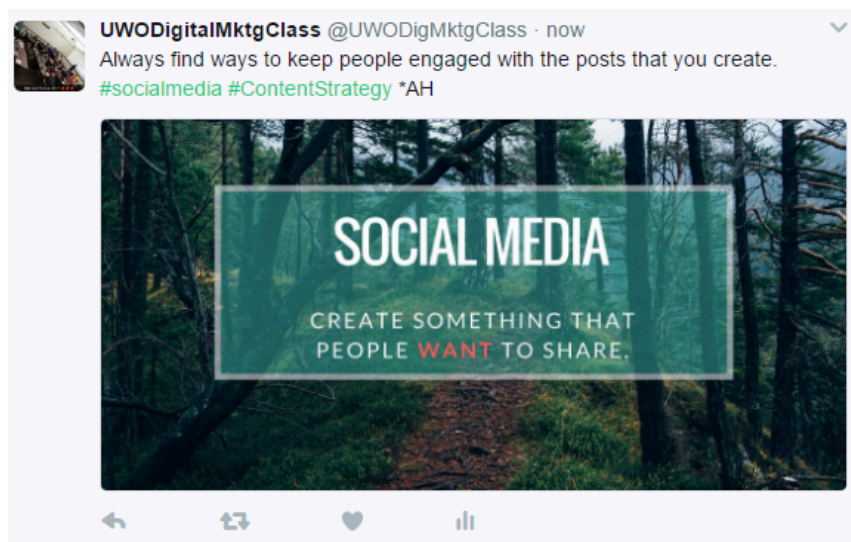 UWODigitalMktgClass @UWODigMktgClass · now
Always find ways to keep people engaged with the posts that you create.
#socialmedia #ContentStrategy *AH
SOCIAL MEDIA
CREATE SOMETHING THAT
PEOPLE WANT TO SHARE.